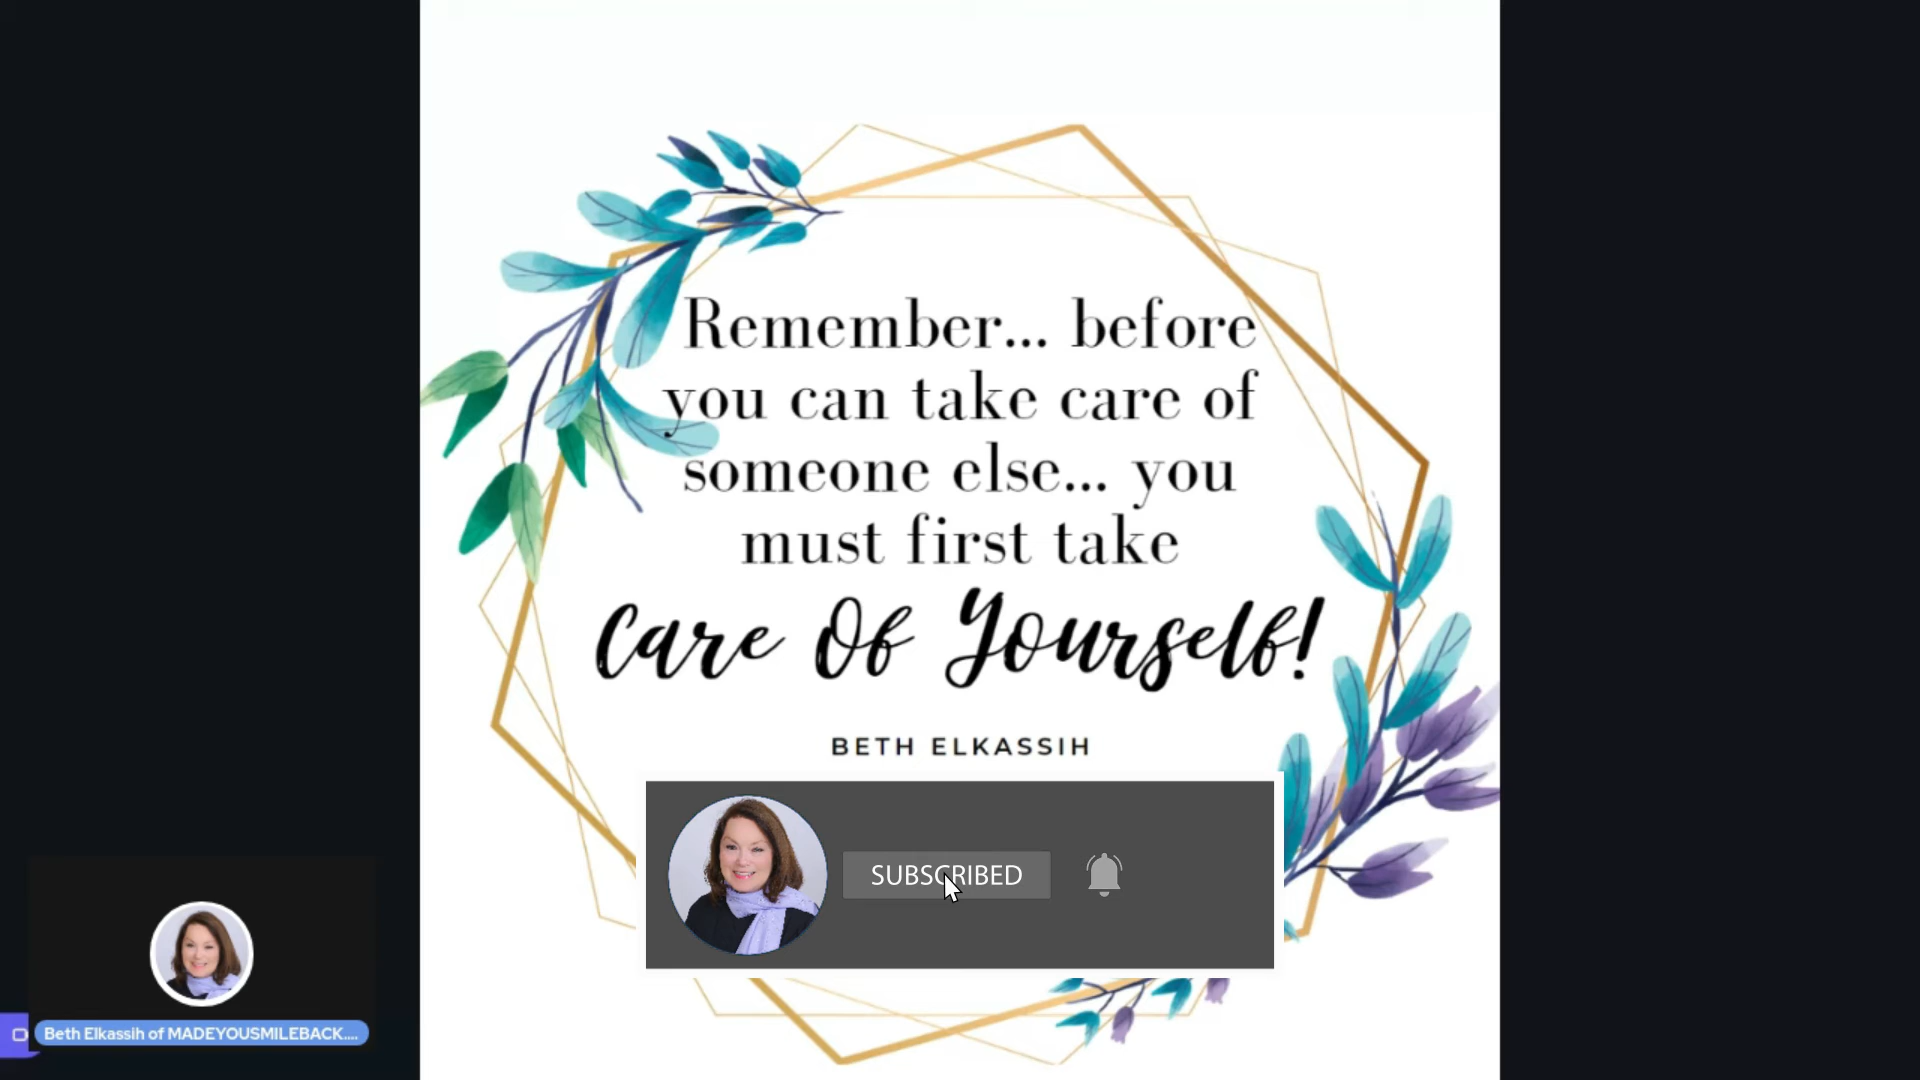 Remember... before
you can take care of
someone else... you
must first take
Care Of Yourself!
BETH ELKASSIH
SUBSCRIBED
Beth Elkassih of MADEYOUSMILEBACK....